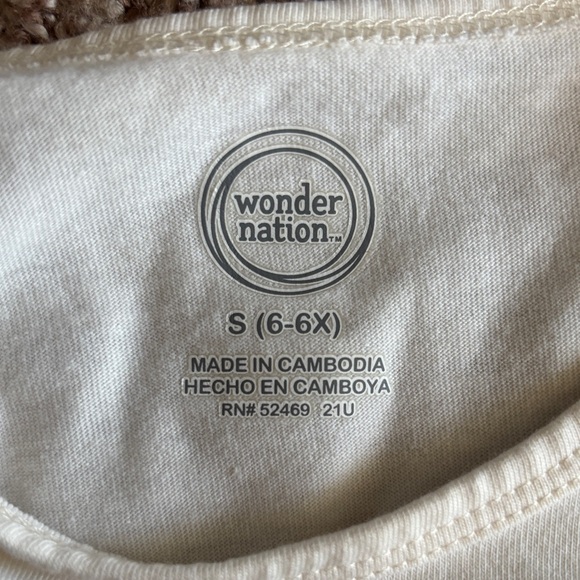 wonder
nation™
S (6-6X)
MADE IN CAMBODIA
HECHO EN CAMBOYA
RN# 52469 21U